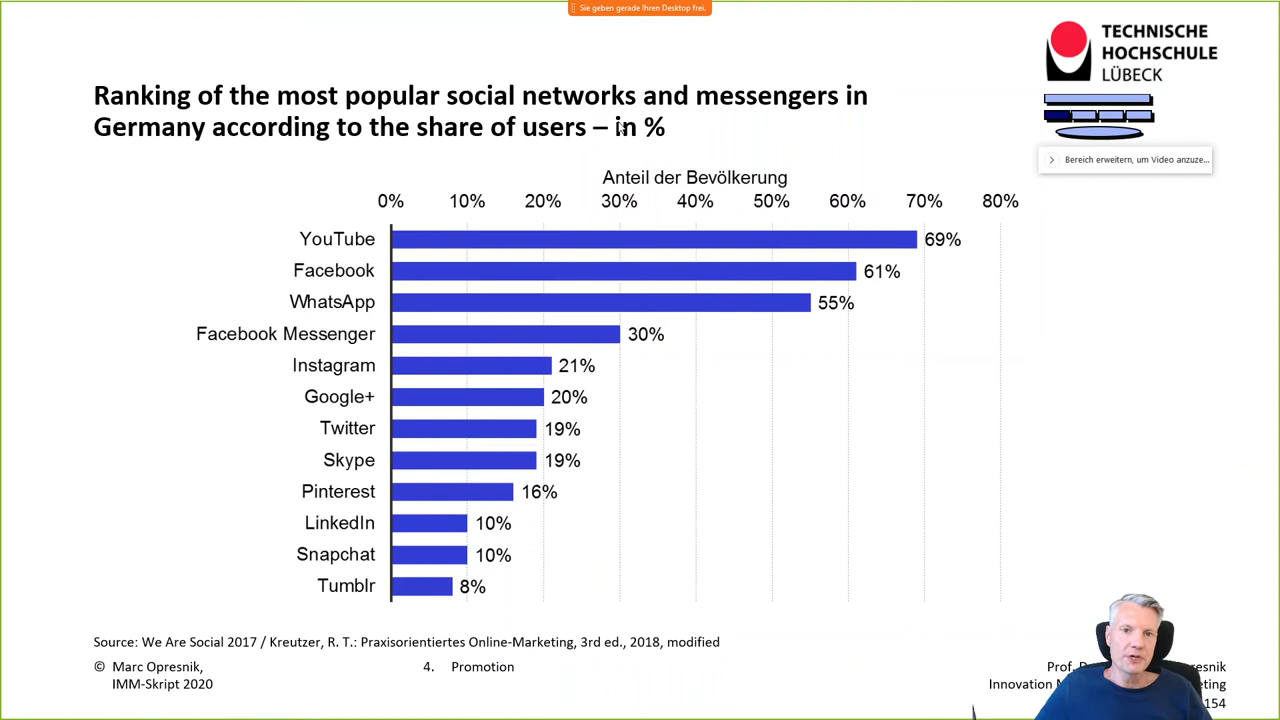 Sie geben gerade Ihren Desktop frei.
TECHNISCHE
HOCHSCHULE
LÜBECK
Ranking of the most popular social networks and messengers in
Germany according to the share of users – in %
Bereich erweitern, um Video anzuze...
Anteil der Bevölkerung
0% 10% 20% 30% 40% 50% 60% 70% 80%
YouTube 69%
Facebook 61%
WhatsApp 55%
Facebook Messenger 30%
Instagram 21%
Google+ 20%
Twitter 19%
Skype 19%
Pinterest 16%
LinkedIn 10%
Snapchat 10%
Tumblr 8%
Source: We Are Social 2017 / Kreutzer, R. T.: Praxisorientiertes Online-Marketing, 3rd ed., 2018, modified
© Marc Opresnik, 4. Promotion Prof.
IMM-Skript 2020 Innovation
154